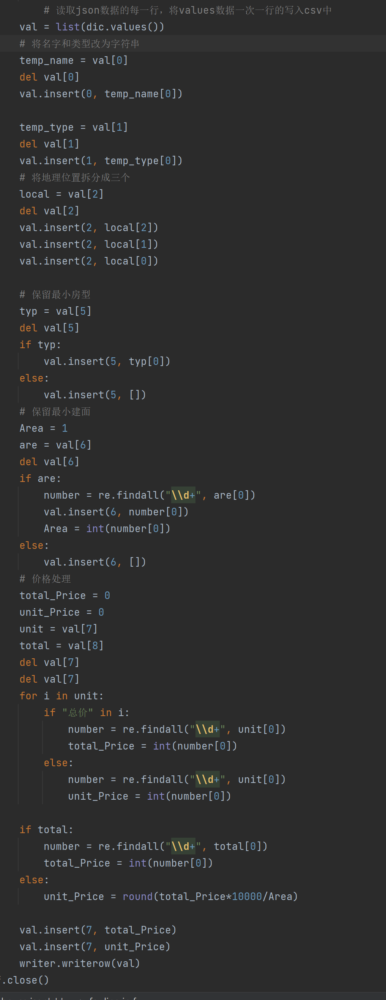 # 读取json数据的每一行，将values数据一次一行的写入csv中
val = list(dic.values())
# 将名字和类型改为字符串
temp_name = val[0]
del val[0]
val.insert(0, temp_name[0])
temp_type = val[1]
del val[1]
val.insert(1, temp_type[0])
# 将地理位置拆分成三个
local = val[2]
del val[2]
val.insert(2, local[2])
val.insert(2, local[1])
val.insert(2, local[0])
# 保留最小房型
typ = val[5]
del val[5]
if typ:
val.insert(5, typ[0])
else:
val.insert(5, [])
# 保留最小建面
Area = 1
are = val[6]
del val[6]
if are:
number = re.findall("\\d+", are[0])
val.insert(6, number[0])
Area = int(number[0])
else:
val.insert(6, [])
# 价格处理
total_Price = 0
unit_Price = 0
unit = val[7]
total = val[8]
del val[7]
del val[7]
for i in unit:
if "总价" in i:
number = re.findall("\\d+", unit[0])
total_Price = int(number[0])
else:
number = re.findall("\\d+", unit[0])
unit_Price = int(number[0])
if total:
number = re.findall("\\d+", total[0])
total_Price = int(number[0])
else:
unit_Price = round(total_Price*10000/Area)
val.insert(7, total_Price)
val.insert(7, unit_Price)
writer.writerow(val)
.close()